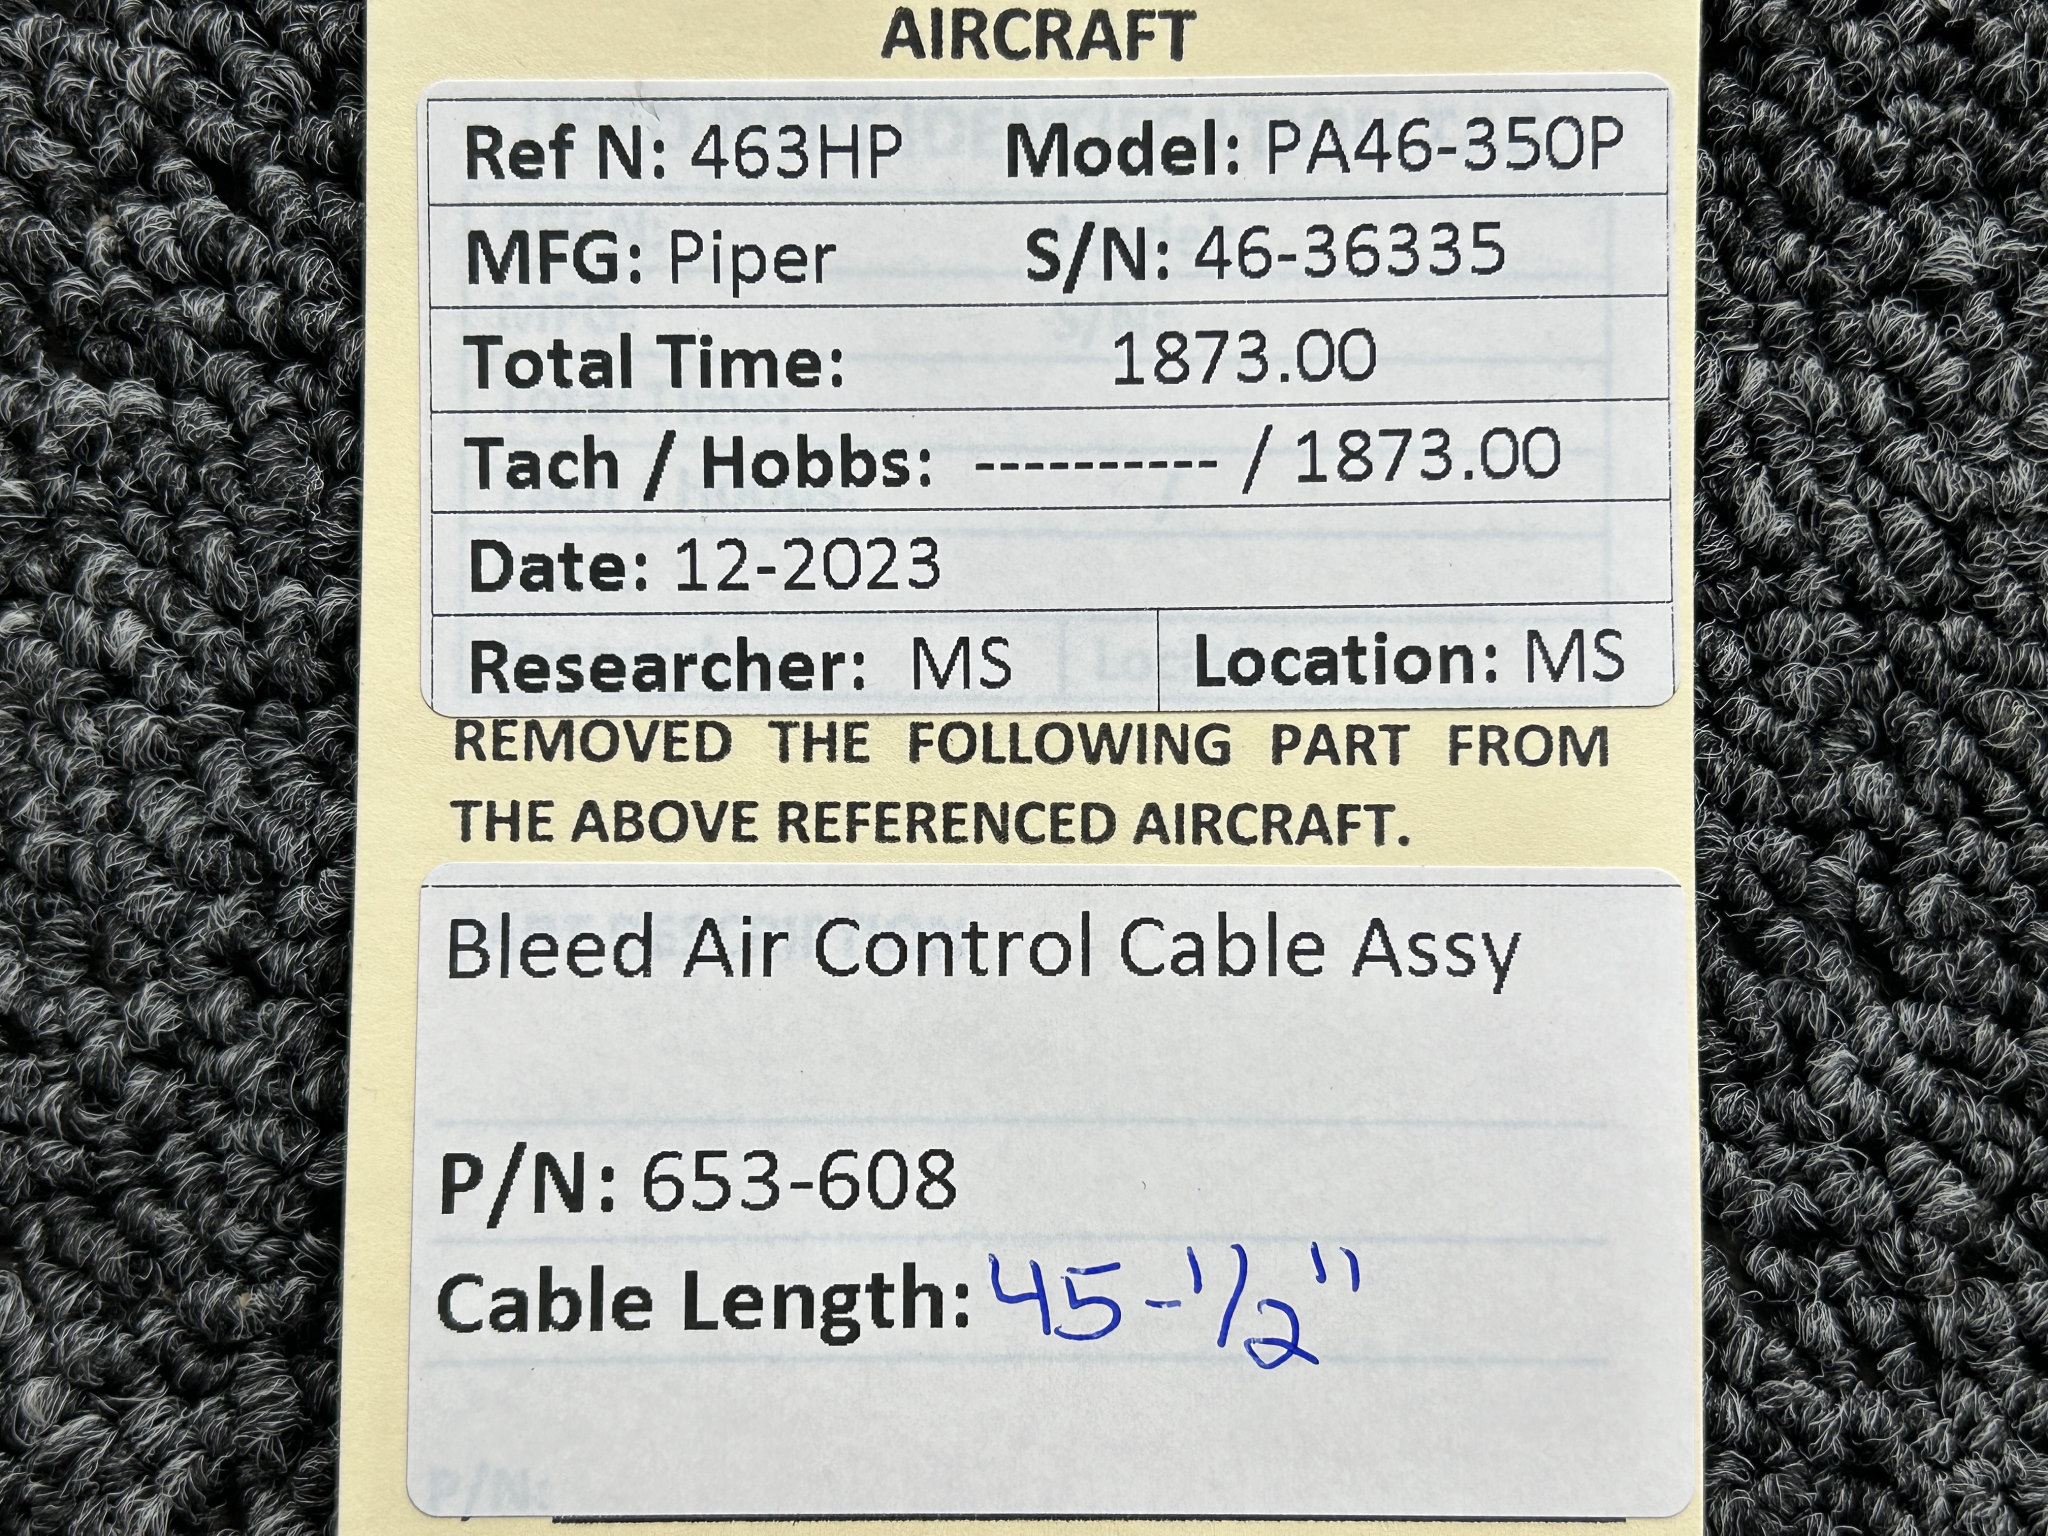 AIRCRAFT
Ref N: 463HP Model: PA46-350P
MFG: Piper S/N: 46-36335
Total Time: 1873.00
Tach / Hobbs: ---------- / 1873.00
Date: 12-2023
Researcher: MS Location: MS
REMOVED THE FOLLOWING PART FROM
THE ABOVE REFERENCED AIRCRAFT.
Bleed Air Control Cable Assy
P/N: 653-608
Cable Length: 45-1/2"
P/N: